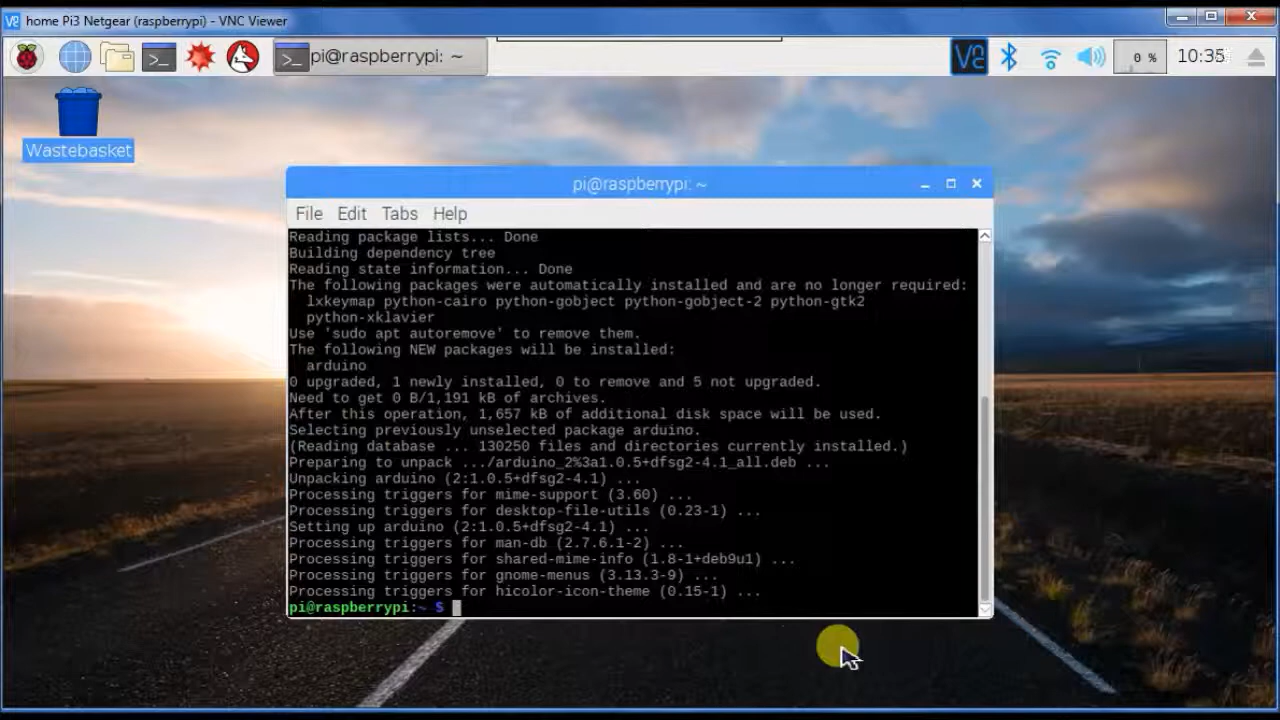 home Pi3 Netgear (raspberrypi) - VNC Viewer
pi@raspberrypi: ~
0 %
10:35
Wastebasket
pi@raspberrypi: ~
File Edit Tabs Help
Reading package lists... Done
Building dependency tree
Reading state information... Done
The following packages were automatically installed and are no longer required:
lxkeymap python-cairo python-gobject python-gobject-2 python-gtk2
python-xklavier
Use 'sudo apt autoremove' to remove them.
The following NEW packages will be installed:
arduino
0 upgraded, 1 newly installed, 0 to remove and 5 not upgraded.
Need to get 0 B/1,191 kB of archives.
After this operation, 1,657 kB of additional disk space will be used.
Selecting previously unselected package arduino.
(Reading database ... 130250 files and directories currently installed.)
Preparing to unpack .../arduino_2%3a1.0.5+dfsg2-4.1_all.deb ...
Unpacking arduino (2:1.0.5+dfsg2-4.1) ...
Processing triggers for mime-support (3.60) ...
Processing triggers for desktop-file-utils (0.23-1) ...
Setting up arduino (2:1.0.5+dfsg2-4.1) ...
Processing triggers for man-db (2.7.6.1-2) ...
Processing triggers for shared-mime-info (1.8-1+deb9u1) ...
Processing triggers for gnome-menus (3.13.3-9) ...
Processing triggers for hicolor-icon-theme (0.15-1) ...
pi@raspberrypi:~ $